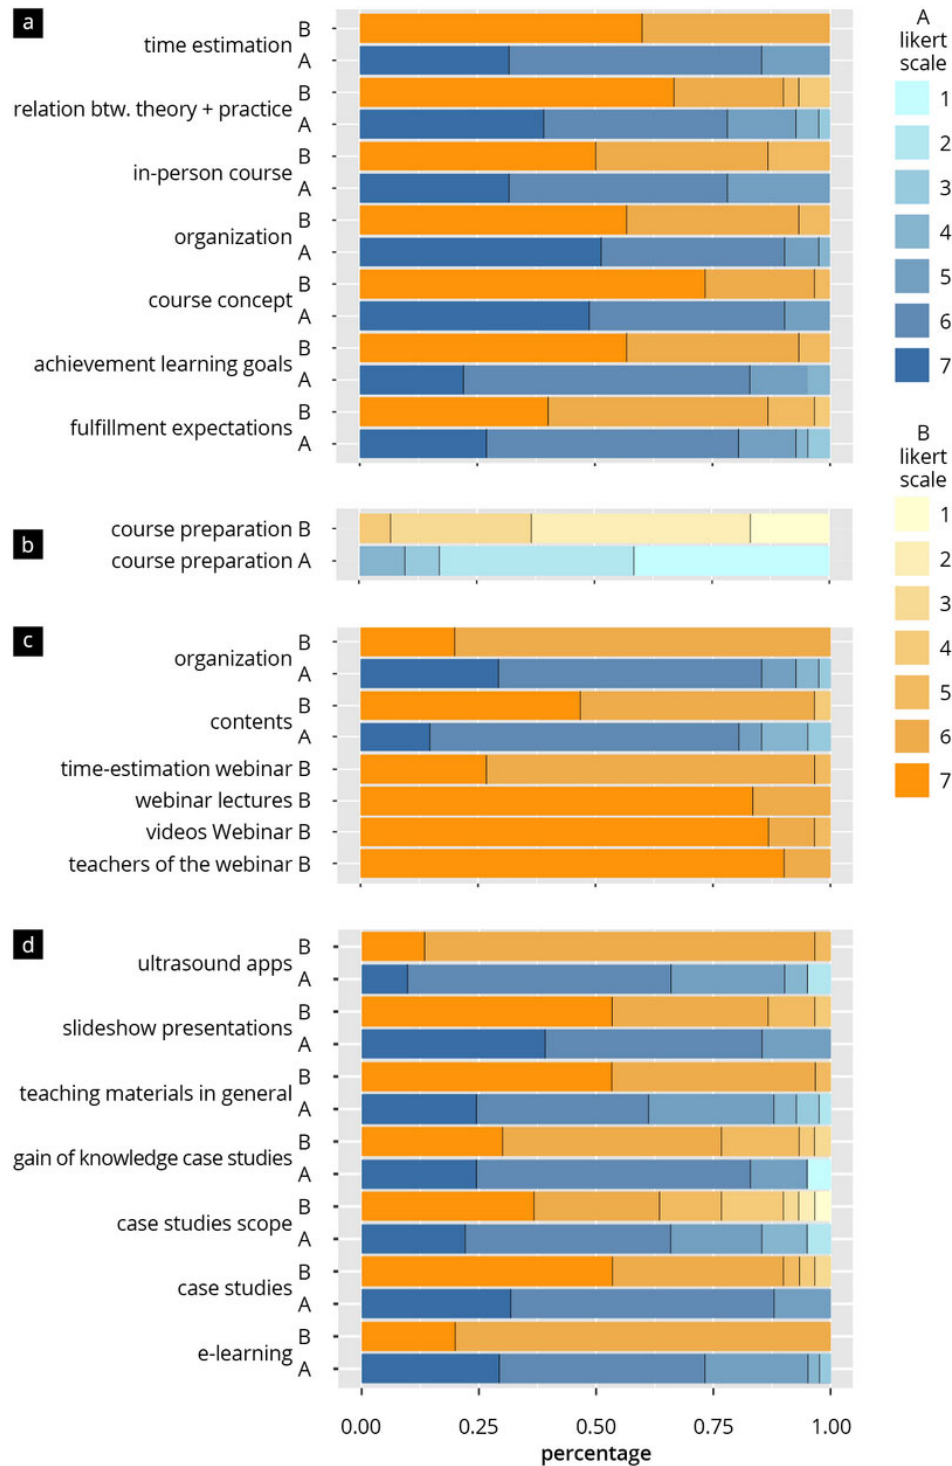 a
time estimation
B
A
relation btw. theory + practice
B
A
in-person course
B
A
organization
B
A
course concept
B
A
achievement learning goals
B
A
fulfillment expectations
B
A
b
course preparation B
course preparation A
c
organization
B
A
contents
B
A
time-estimation webinar B
webinar lectures B
videos Webinar B
teachers of the webinar B
d
ultrasound apps
B
A
slideshow presentations
B
A
teaching materials in general
B
A
gain of knowledge case studies
B
A
case studies scope
B
A
case studies
B
A
e-learning
B
A
0.00 0.25 0.50 0.75 1.00
percentage
A
likert
scale
1
2
3
4
5
6
7
B
likert
scale
1
2
3
4
5
6
7